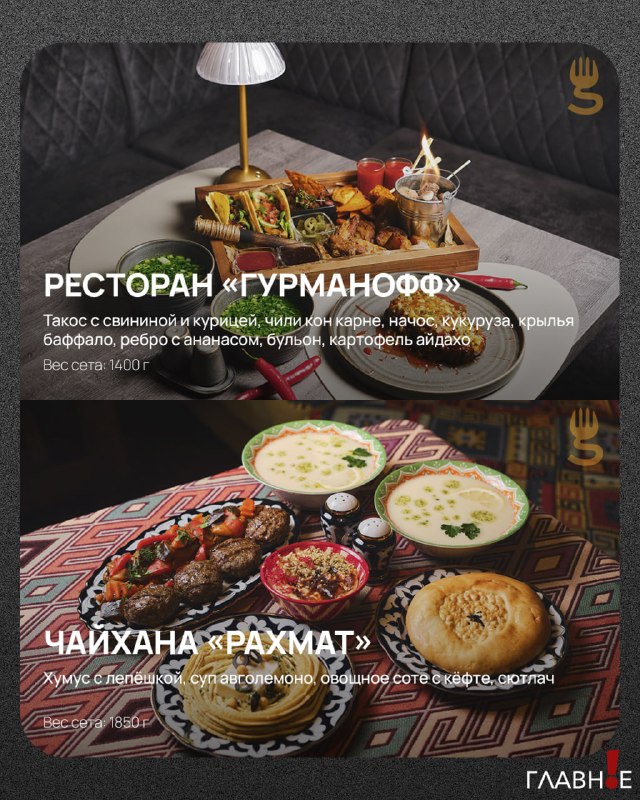 РЕСТОРАН «ГУРМАНОФФ»
Такос с свининой и курицей, чили кон карне, начос, кукуруза, крылья
баффало, ребро с ананасом, бульон, картофель айдахо
Вес сета: 1400 г
ЧАЙХАНА «РАХМАТ»
Хумус с лепёшкой, суп авголемоно, овощное соте с кёфте, сютлач
Вес сета: 1850 г
ГЛАВН!Е